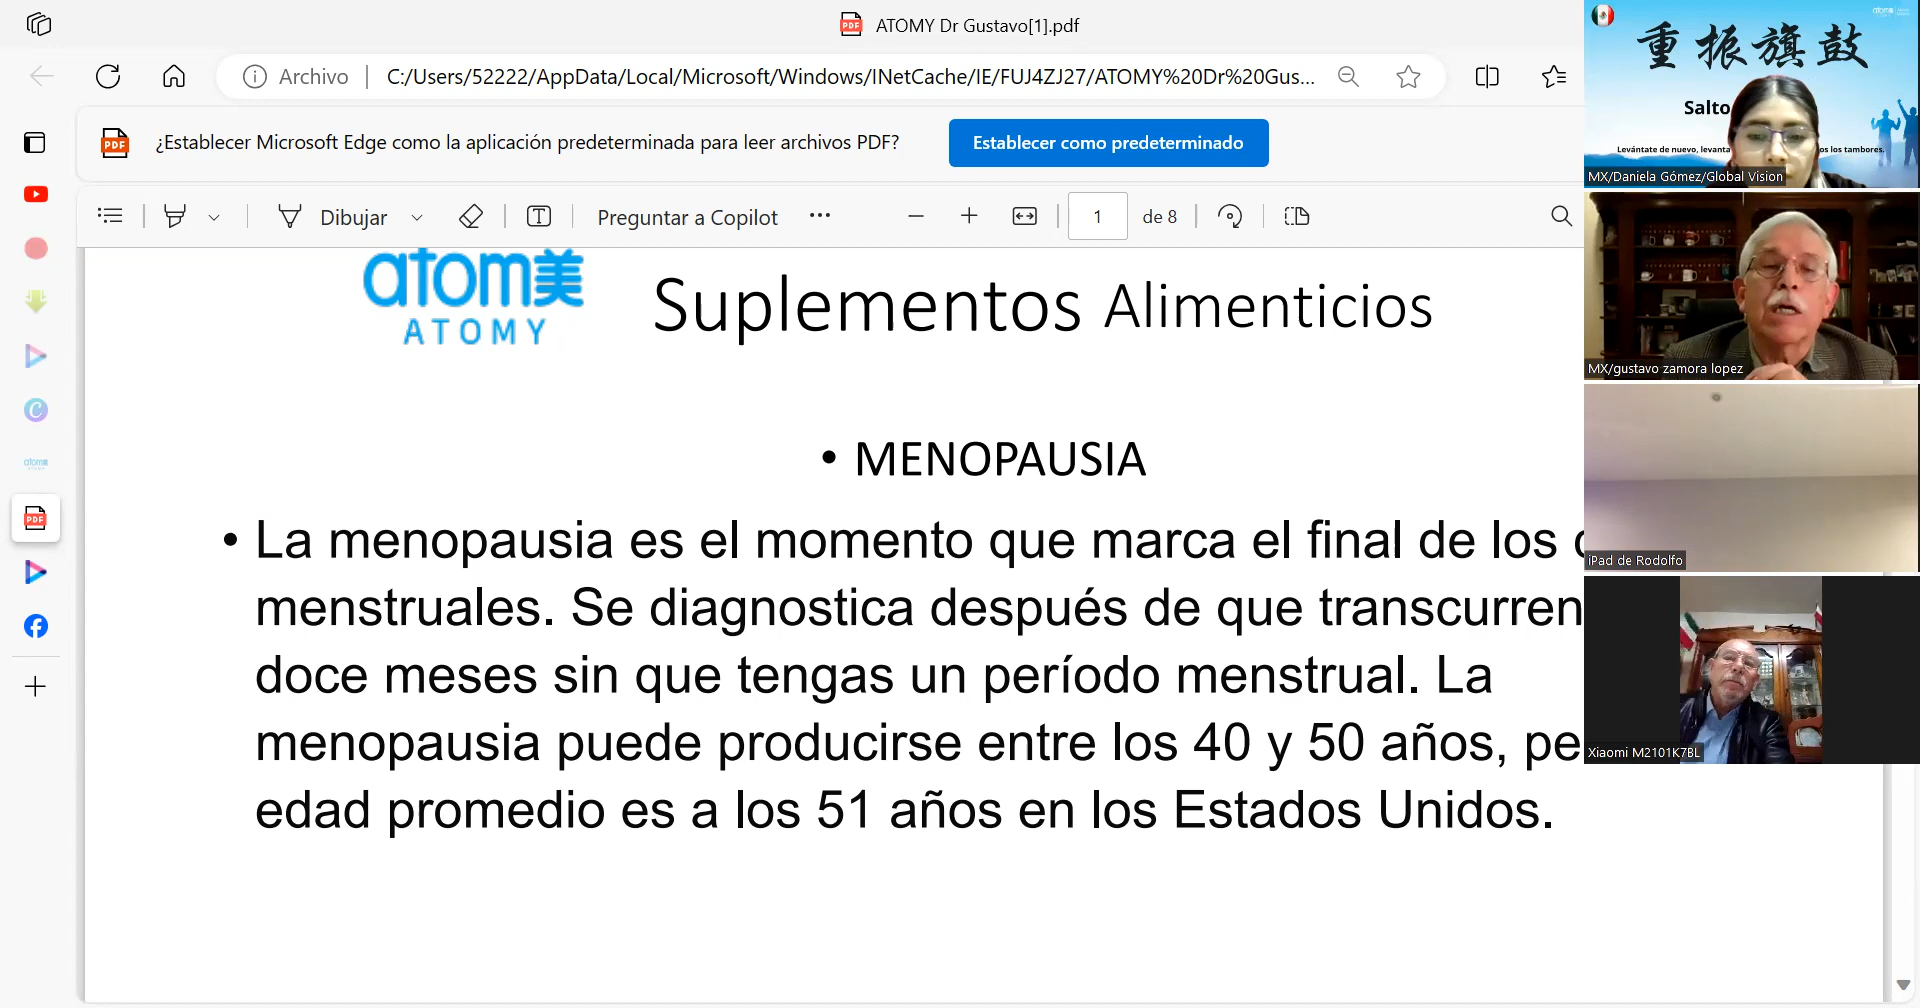 ATOMY Dr Gustavo[1].pdf
Archivo
C:/Users/52222/AppData/Local/Microsoft/Windows/INetCache/IE/FUJ4ZJ27/ATOMY%20Dr%20Gus...
¿Establecer Microsoft Edge como la aplicación predeterminada para leer archivos PDF?
Establecer como predeterminado
Dibujar
Preguntar a Copilot
1 de 8
atom美
ATOMY
Suplementos Alimenticios
• MENOPAUSIA
• La menopausia es el momento que marca el final de los
menstruales. Se diagnostica después de que transcurren
doce meses sin que tengas un período menstrual. La
menopausia puede producirse entre los 40 y 50 años, pe
edad promedio es a los 51 años en los Estados Unidos.
重振旗鼓
Salto
Levántate de nuevo, levanta
os los tambores.
MX/Daniela Gómez/Global Vision
MX/gustavo zamora lopez
iPad de Rodolfo
Xiaomi M2101K7BL